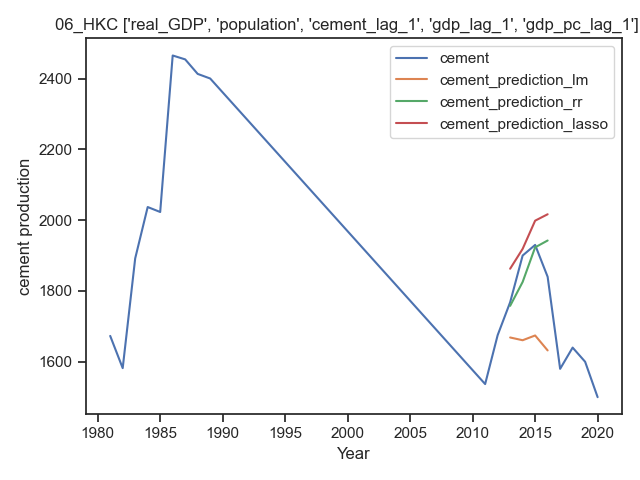 06_HKC ['real_GDP', 'population', 'cement_lag_1', 'gdp_lag_1', 'gdp_pc_lag_1']
cement
cement_prediction_lm
cement_prediction_rr
cement_prediction_lasso
cement production
2400
2200
2000
1800
1600
1980 1985 1990 1995 2000 2005 2010 2015 2020
Year